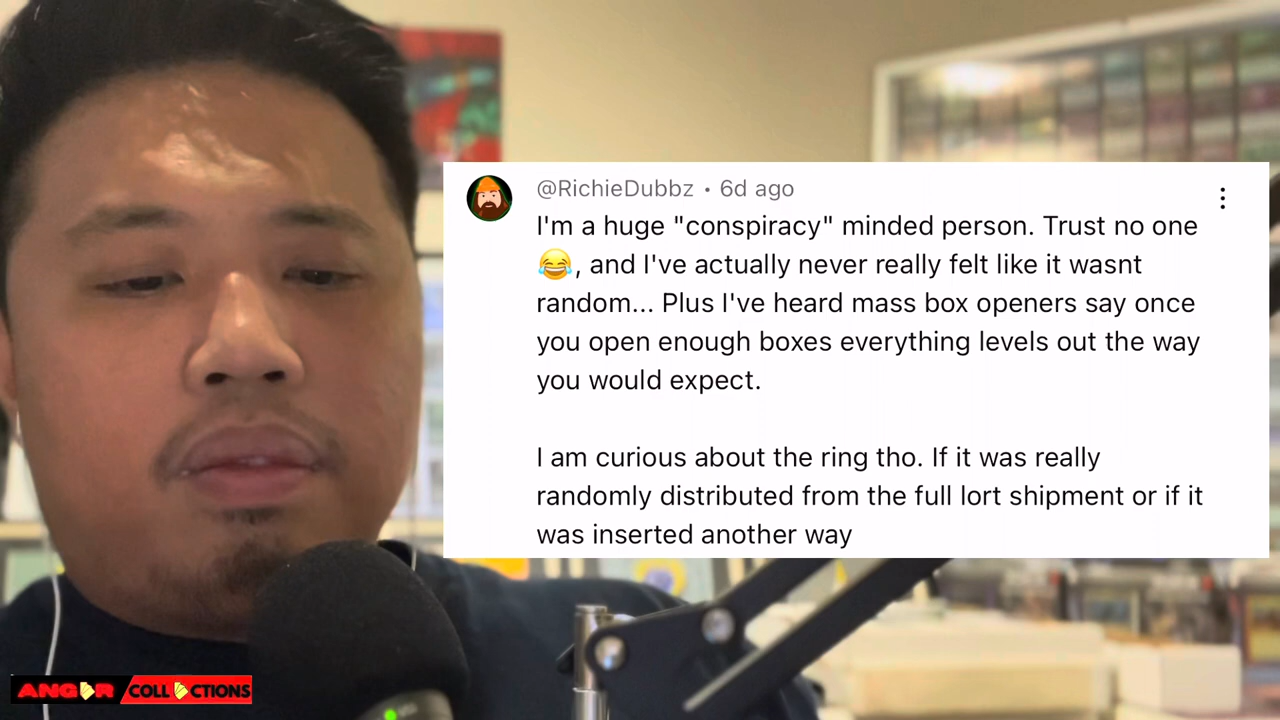 @RichieDubbz • 6d ago
I'm a huge "conspiracy" minded person. Trust no one
😂, and I've actually never really felt like it wasnt
random... Plus I've heard mass box openers say once
you open enough boxes everything levels out the way
you would expect.
I am curious about the ring tho. If it was really
randomly distributed from the full lort shipment or if it
was inserted another way
ANGOR COLLECTIONS